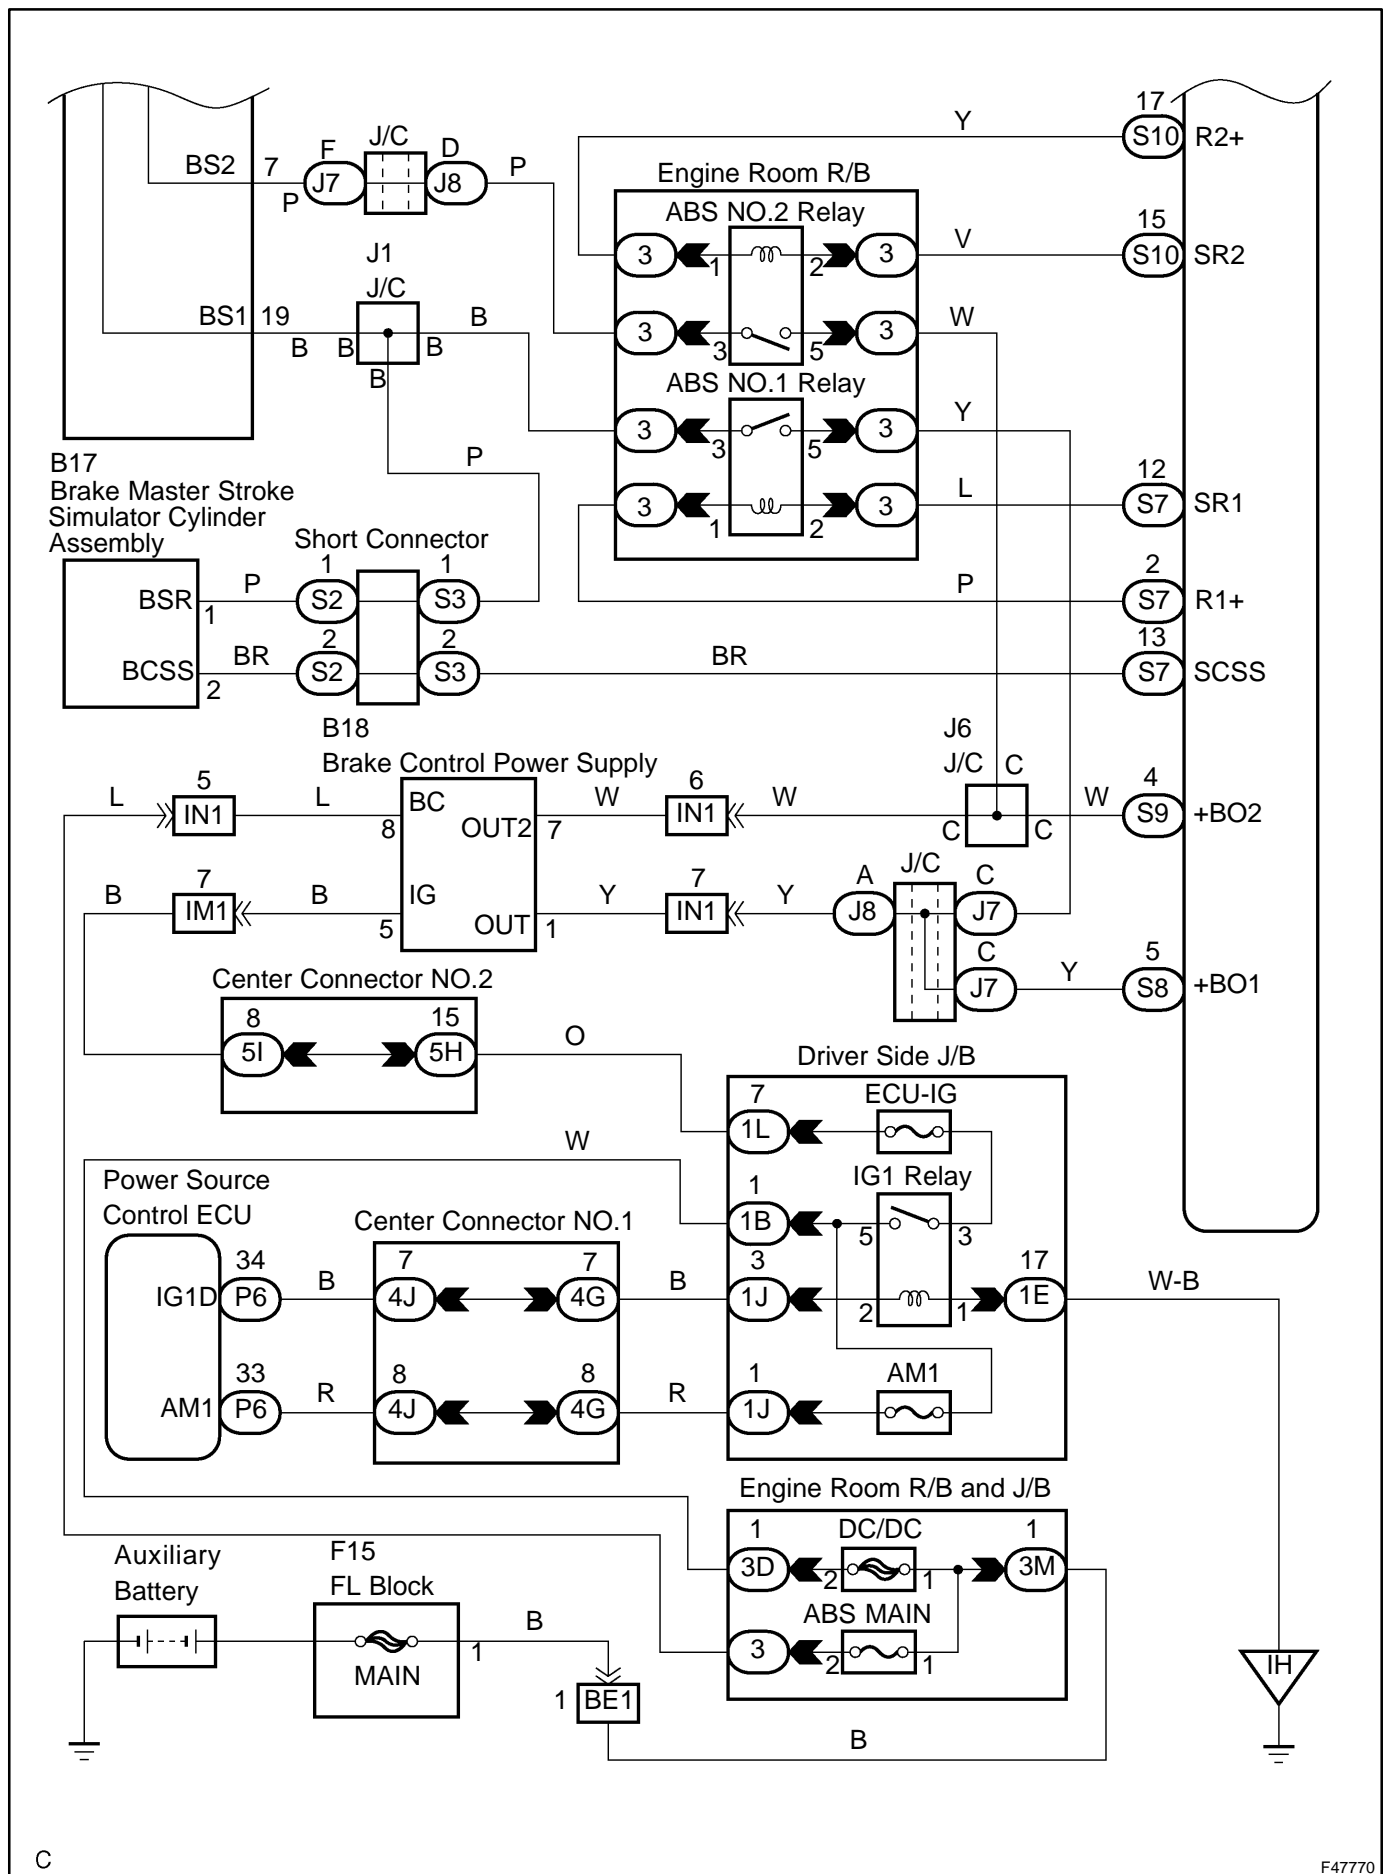 17
Y
S10 R2+
J/C
F
D
BS2 7
P
J7
J8
P
Engine Room R/B
ABS NO.2 Relay
15
3
1
2
3
V
S10 SR2
J1
J/C
BS1 19
B
B
B
B
3
3
5
3
W
ABS NO.1 Relay
Y
3
3
5
3
P
12
3
1
2
3
L
S7 SR1
B17
Brake Master Stroke
Simulator Cylinder
Assembly
Short Connector
1
1
2
BSR
1
P
S2
S3
P
S7 R1+
2
2
13
BCSS
2
BR
S2
S3
BR
S7 SCSS
B18
Brake Control Power Supply
J6
J/C
C
5
6
4
L
IN1
L
8
BC
OUT2
7
W
IN1
W
C
C
W
S9 +BO2
7
7
J/C
A
C
B
IM1
B
5
IG
OUT
1
Y
IN1
Y
J8
J7
C
5
J7
Y
S8 +BO1
Center Connector NO.2
8
15
5I
5H
O
Driver Side J/B
7
ECU-IG
1L
W
Power Source
Control ECU
Center Connector NO.1
1
IG1 Relay
1B
5
3
34
7
7
3
17
IG1D
P6
B
4J
4G
B
1J
2
1
1E
W-B
33
8
8
1
AM1
AM1
P6
R
4J
4G
R
1J
Engine Room R/B and J/B
1
DC/DC
1
3D
2
1
3M
Auxiliary
Battery
F15
FL Block
ABS MAIN
3
2
1
MAIN
1
B
1
BE1
B
IH
C
F47770